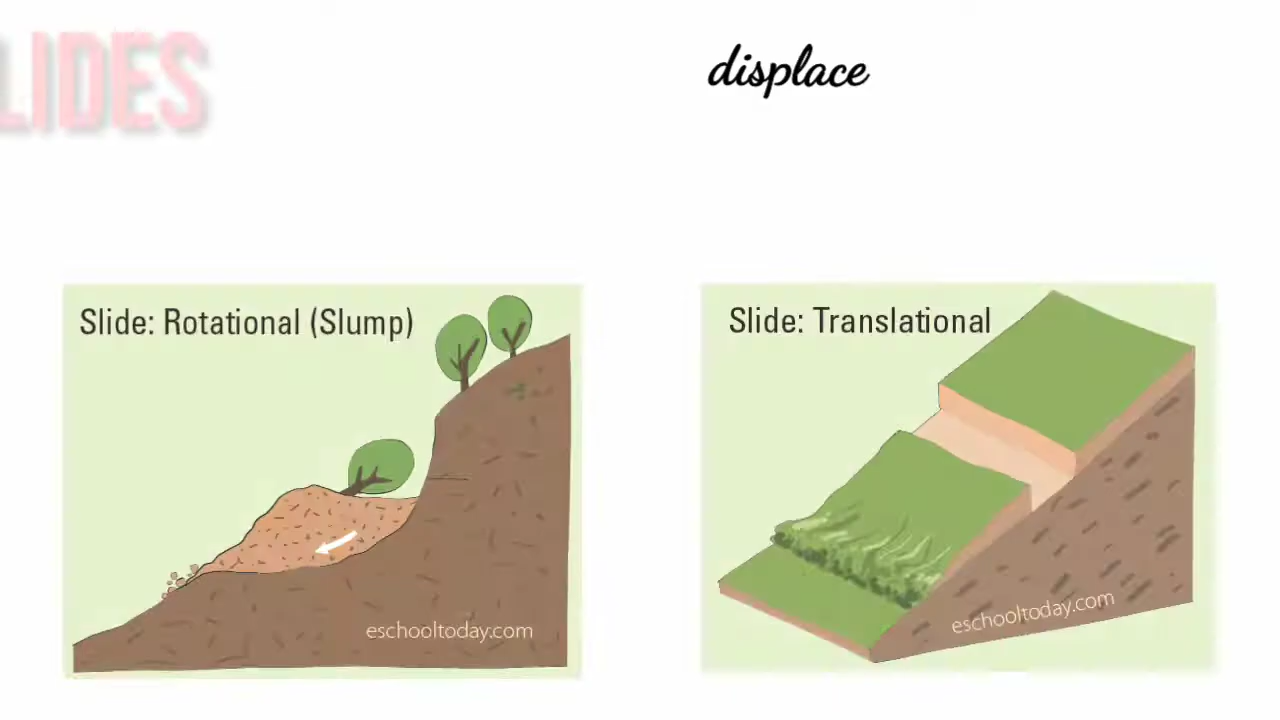 LIDES
displace
Slide: Rotational (Slump)
Slide: Translational
eschooltoday.com
eschooltoday.com